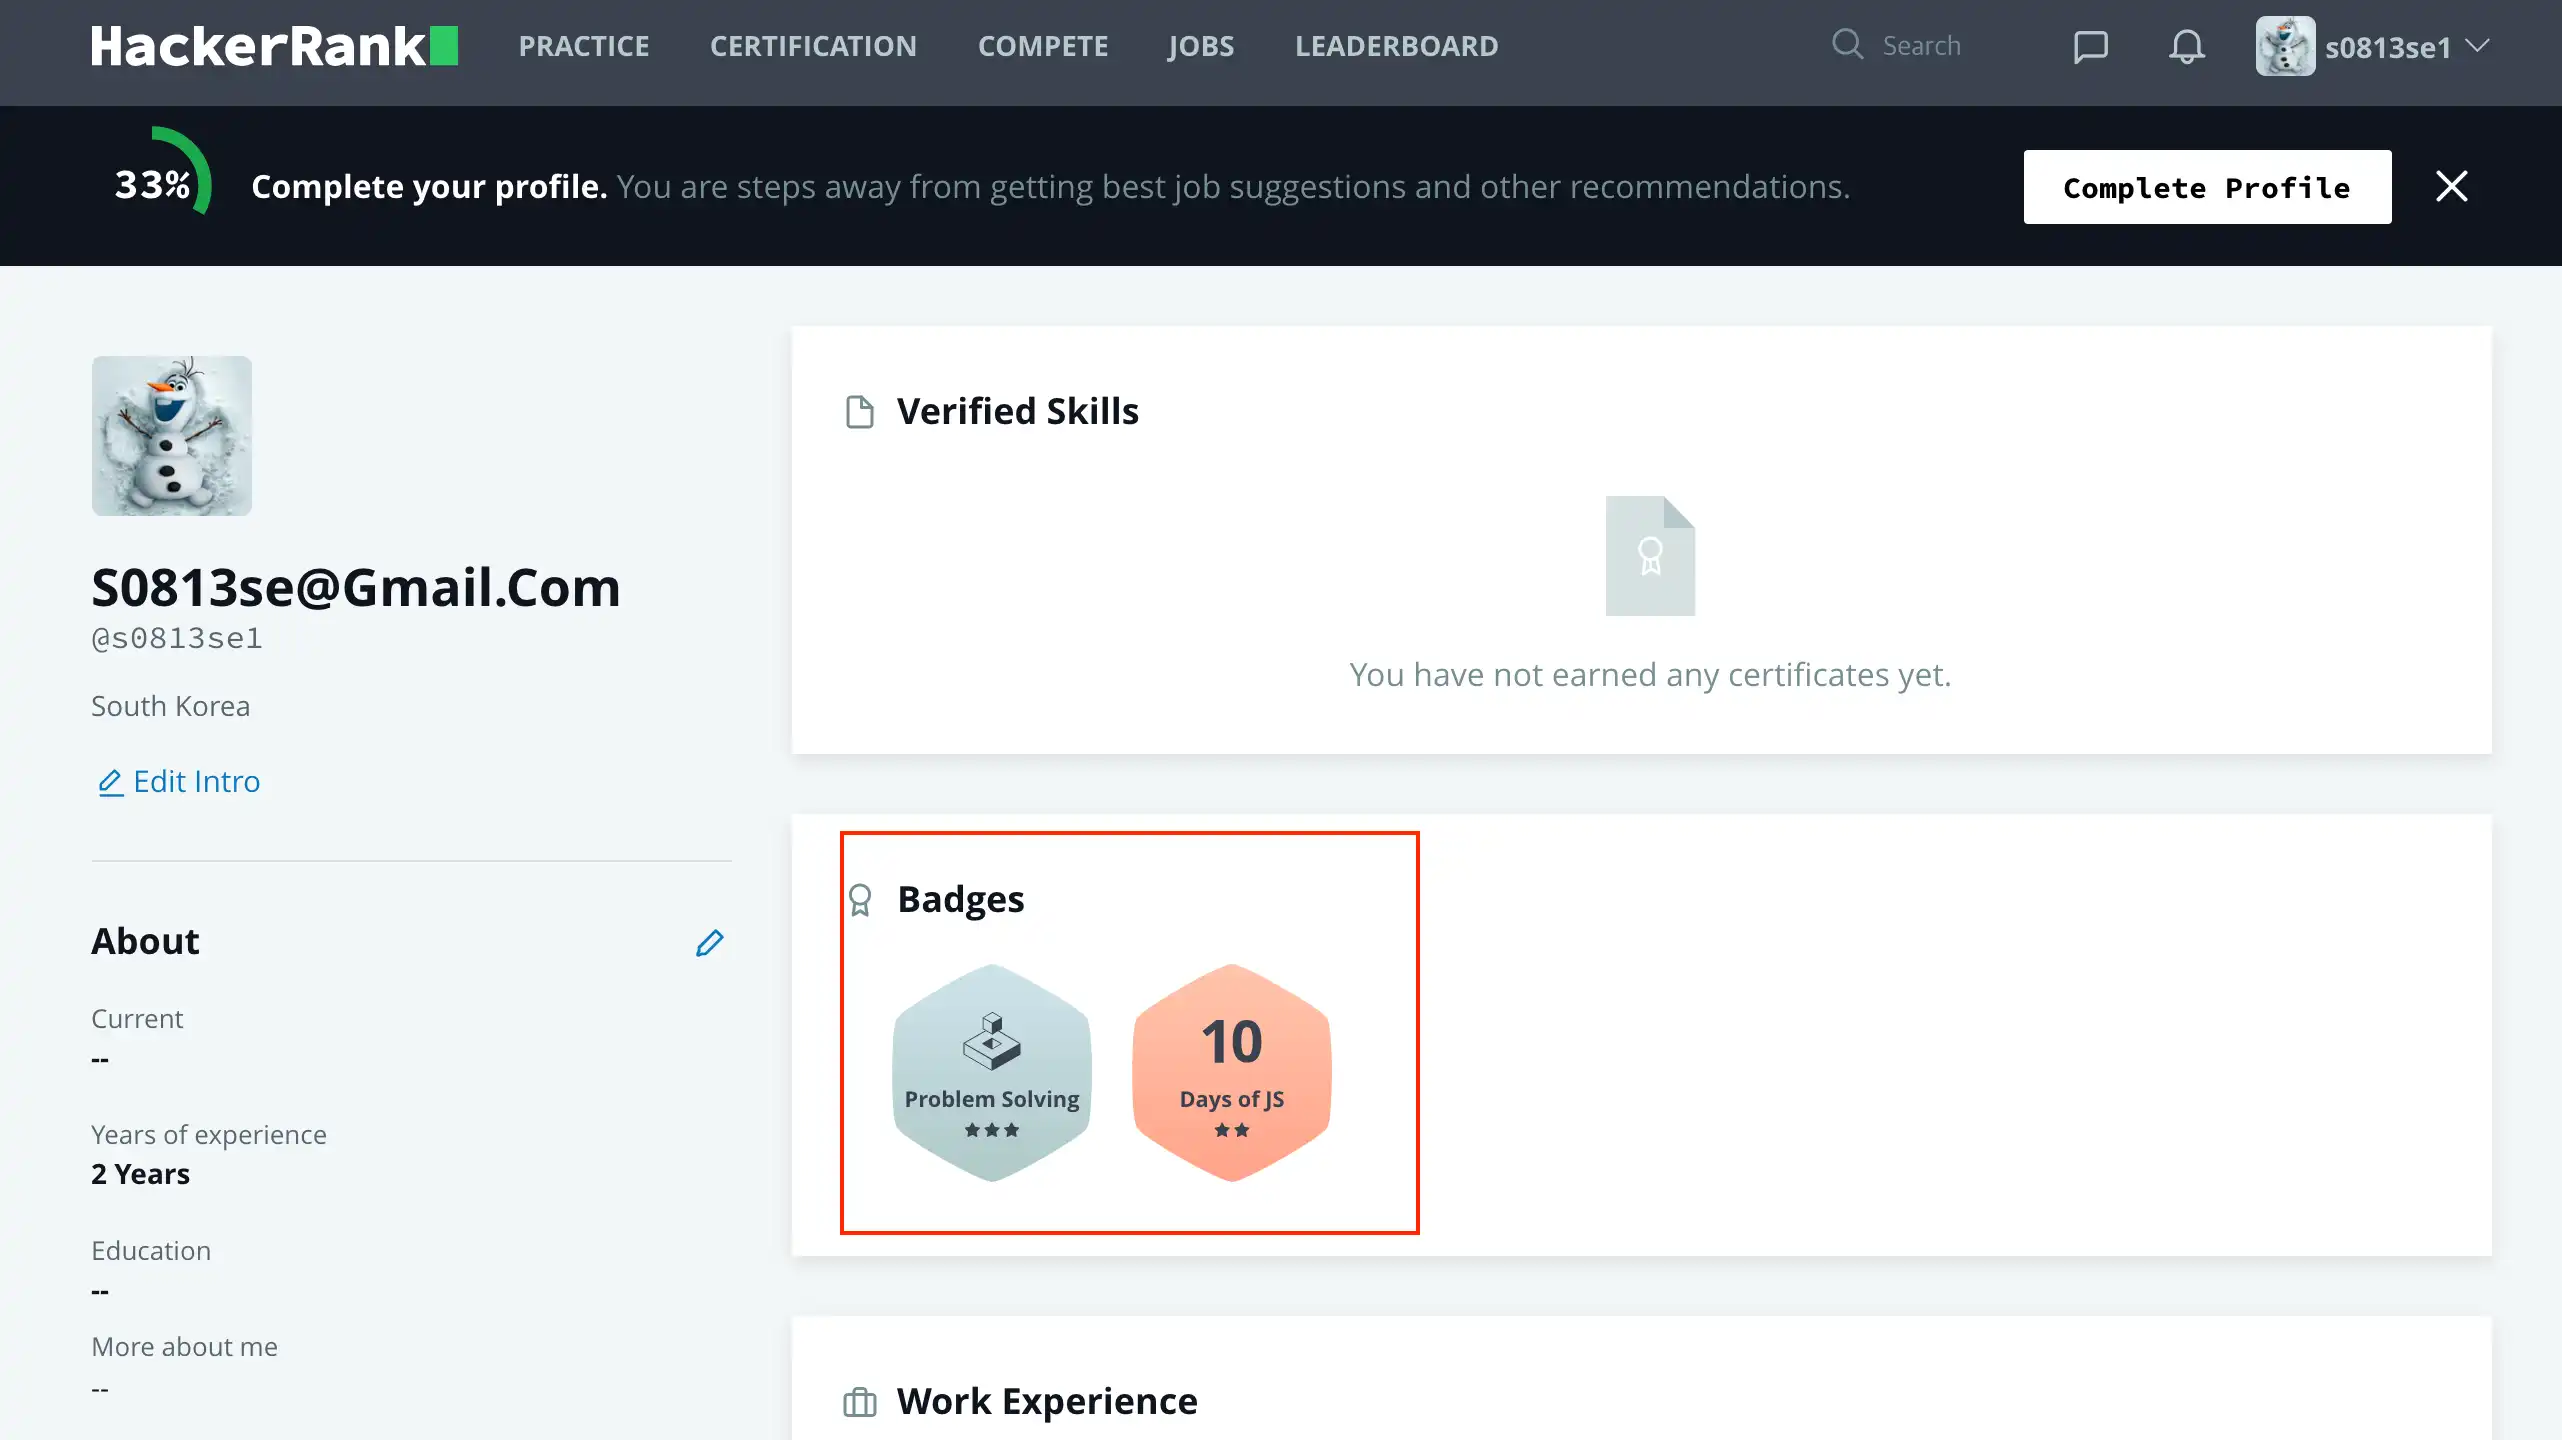 HackerRank
PRACTICE
CERTIFICATION
COMPETE
JOBS
LEADERBOARD
Search
s0813se1
33%
Complete your profile. You are steps away from getting best job suggestions and other recommendations.
Complete Profile
S0813se@Gmail.Com
@s0813se1
South Korea
Edit Intro
About
Current
--
Years of experience
2 Years
Education
--
More about me
--
Verified Skills
You have not earned any certificates yet.
Badges
Problem Solving
10
Days of JS
Work Experience